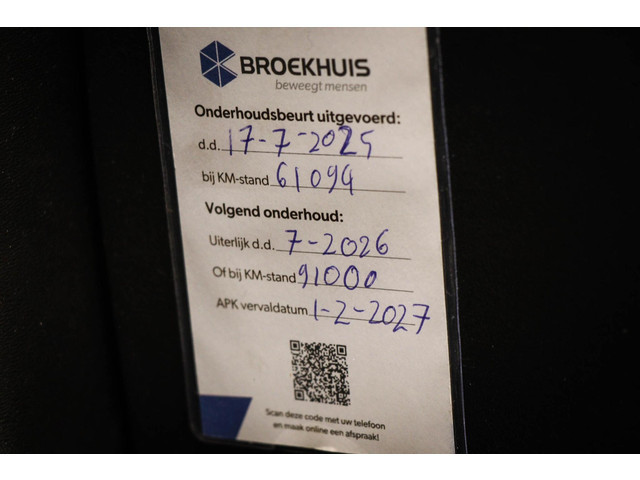 BROEKHUIS
beweegt mensen
Onderhoudsbeurt uitgevoerd:
d.d. 17-7-2025
bij KM-stand 61094
Volgend onderhoud:
Uiterlijk d.d. 7-2026
Of bij KM-stand 91000
APK vervaldatum 1-2-2027
Scan deze code met uw telefoon
en maak online een afspraak!